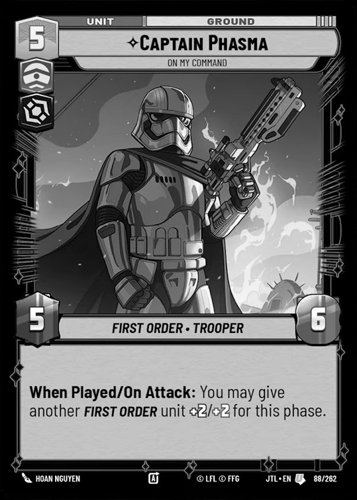 UNIT
GROUND
5
CAPTAIN PHASMA
ON MY COMMAND
5
6
FIRST ORDER • TROOPER
When Played/On Attack: You may give
another FIRST ORDER unit +2/+2 for this phase.
HOAN NGUYEN
A
© LFL © FFG
JTL • EN
88/262